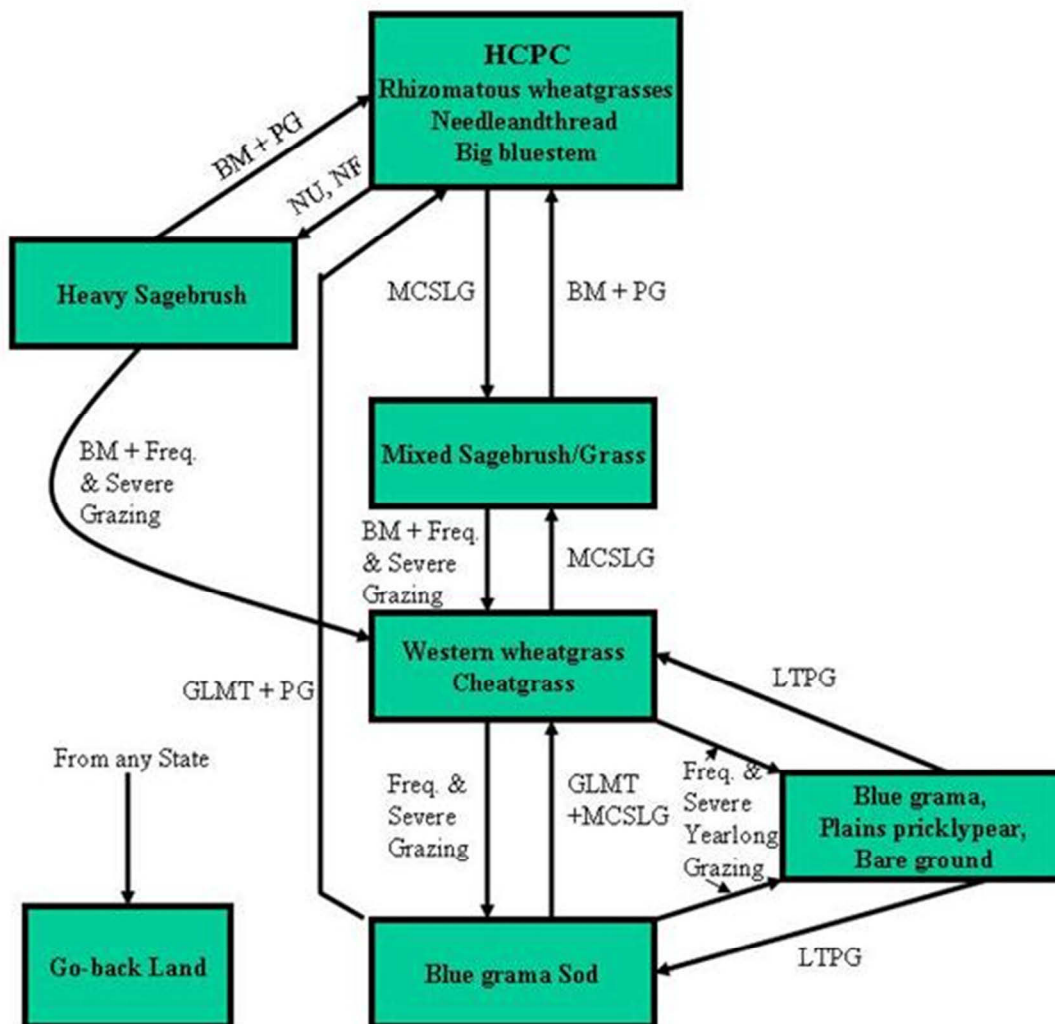 HCPC
Rhizomatous wheatgrasses
Needleandthread
Big bluestem
BM + PG
NU, NF
Heavy Sagebrush
MCSLG
BM + PG
Mixed Sagebrush/Grass
BM + Freq.
& Severe
Grazing
BM + Freq.
& Severe
Grazing
MCSLG
Western wheatgrass
Cheatgrass
GLMT + PG
LTPG
From any State
Freq. &
Severe
Grazing
GLMT
+MCSLG
Freq. &
Severe
Yearlong
Grazing
Blue grama,
Plains pricklypear,
Bare ground
Go-back Land
Blue grama Sod
LTPG